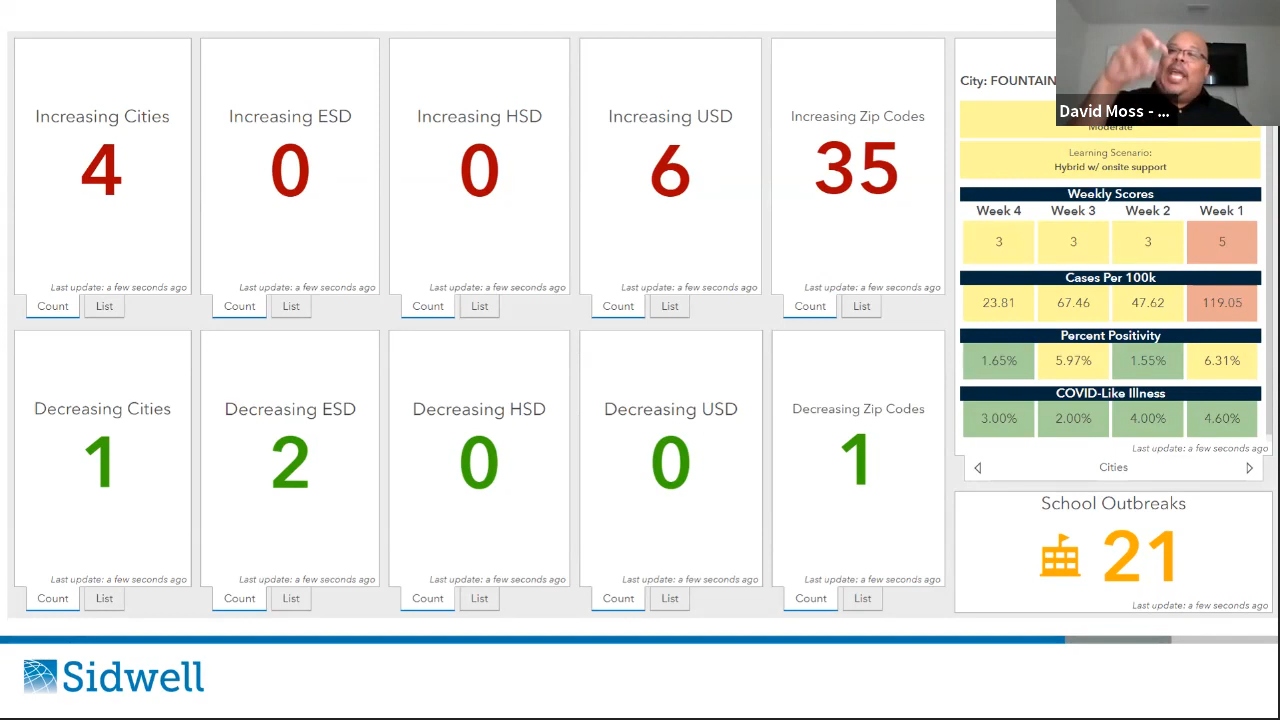 Increasing Cities
4
Last update: a few seconds ago
Count List
Increasing ESD
0
Last update: a few seconds ago
Count List
Increasing HSD
0
Last update: a few seconds ago
Count List
Increasing USD
6
Last update: a few seconds ago
Count List
Increasing Zip Codes
35
Last update: a few seconds ago
Count List
Decreasing Cities
1
Last update: a few seconds ago
Count List
Decreasing ESD
2
Last update: a few seconds ago
Count List
Decreasing HSD
0
Last update: a few seconds ago
Count List
Decreasing USD
0
Last update: a few seconds ago
Count List
Decreasing Zip Codes
1
Last update: a few seconds ago
Count List
City: FOUNTAIN
David Moss - ...
Moderate
Learning Scenario:
Hybrid w/ onsite support
Weekly Scores
Week 4 Week 3 Week 2 Week 1
3 3 3 5
Cases Per 100k
23.81 67.46 47.62 119.05
Percent Positivity
1.65% 5.97% 1.55% 6.31%
COVID-Like Illness
3.00% 2.00% 4.00% 4.60%
Last update: a few seconds ago
Cities
School Outbreaks
21
Last update: a few seconds ago
Sidwell